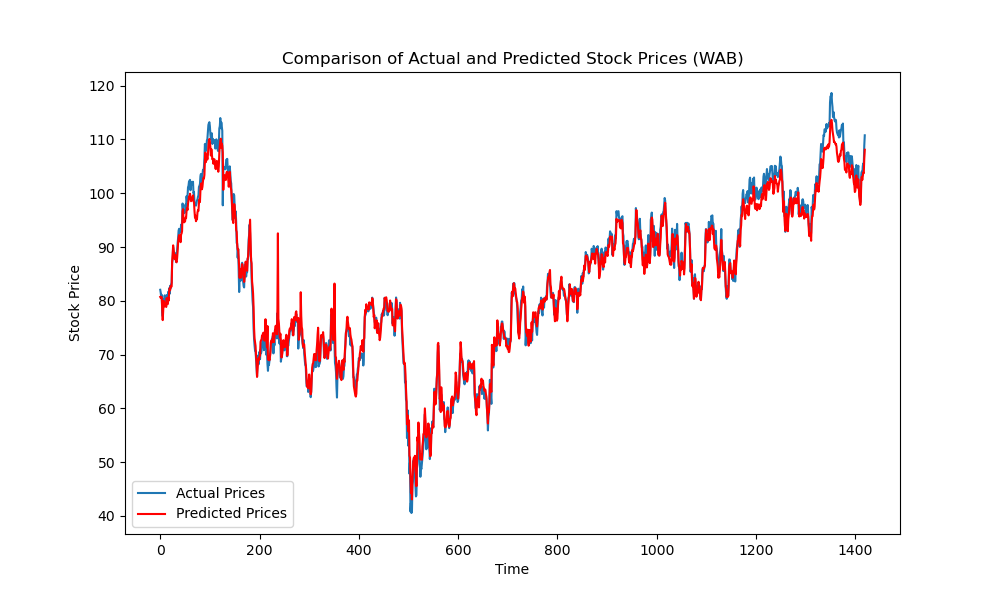 Comparison of Actual and Predicted Stock Prices (WAB)
120
110
100
90
80
70
60
50
40
Stock Price
Actual Prices
Predicted Prices
0 200 400 600 800 1000 1200 1400
Time